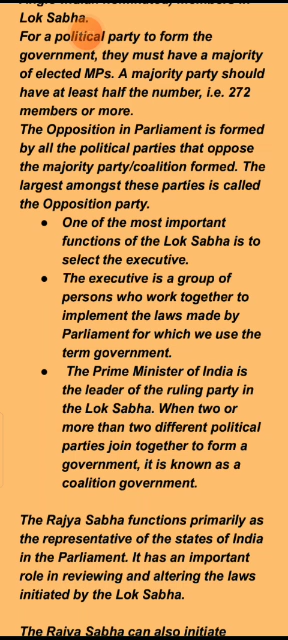 Anglo-Indian nominated) members in
Lok Sabha.
For a political party to form the
government, they must have a majority
of elected MPs. A majority party should
have at least half the number, i.e. 272
members or more.
The Opposition in Parliament is formed
by all the political parties that oppose
the majority party/coalition formed. The
largest amongst these parties is called
the Opposition party.
● One of the most important
functions of the Lok Sabha is to
select the executive.
● The executive is a group of
persons who work together to
implement the laws made by
Parliament for which we use the
term government.
● The Prime Minister of India is
the leader of the ruling party in
the Lok Sabha. When two or
more than two different political
parties join together to form a
government, it is known as a
coalition government.
The Rajya Sabha functions primarily as
the representative of the states of India
in the Parliament. It has an important
role in reviewing and altering the laws
initiated by the Lok Sabha.
The Rajya Sabha can also initiate